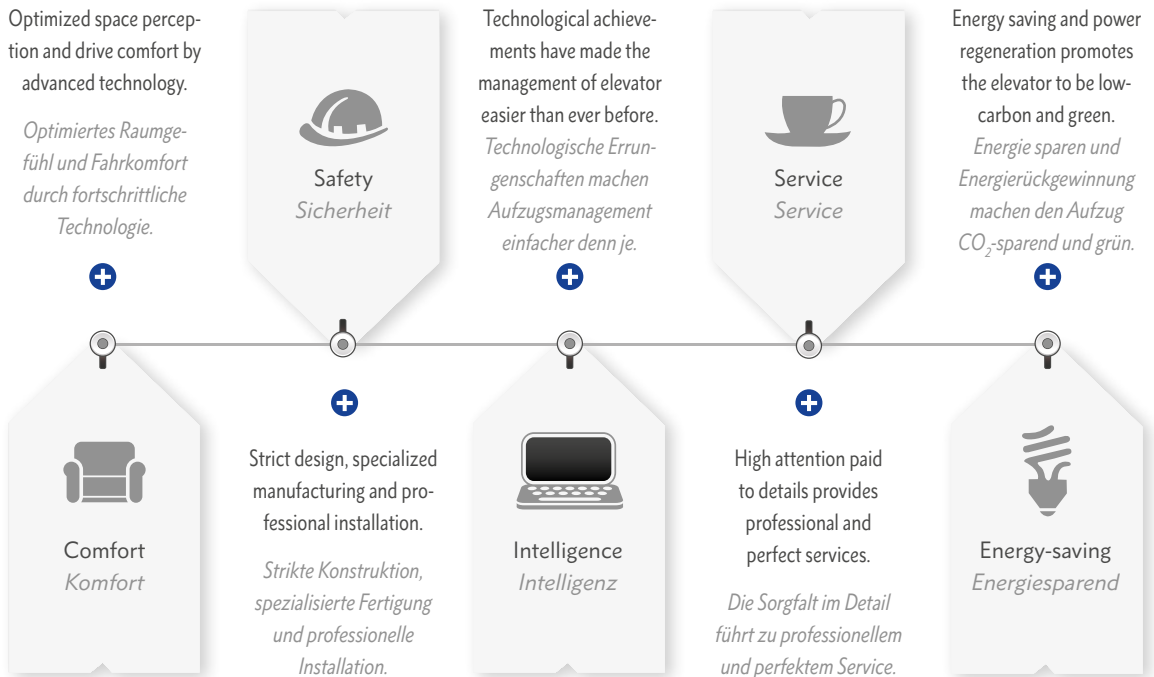 Optimized space percep-
tion and drive comfort by
advanced technology.
Optimiertes Raumge-
fühl und Fahrkomfort
durch fortschrittliche
Technologie.
Comfort
Komfort
Safety
Sicherheit
Strict design, specialized
manufacturing and pro-
fessional installation.
Strikte Konstruktion,
spezialisierte Fertigung
und professionelle
Installation.
Technological achieve-
ments have made the
management of elevator
easier than ever before.
Technologische Errun-
genschaften machen
Aufzugsmanagement
einfacher denn je.
Intelligence
Intelligenz
Service
Service
High attention paid
to details provides
professional and
perfect services.
Die Sorgfalt im Detail
führt zu professionellem
und perfektem Service.
Energy saving and power
regeneration promotes
the elevator to be low-
carbon and green.
Energie sparen und
Energierückgewinnung
machen den Aufzug
CO₂-sparend und grün.
Energy-saving
Energiesparend